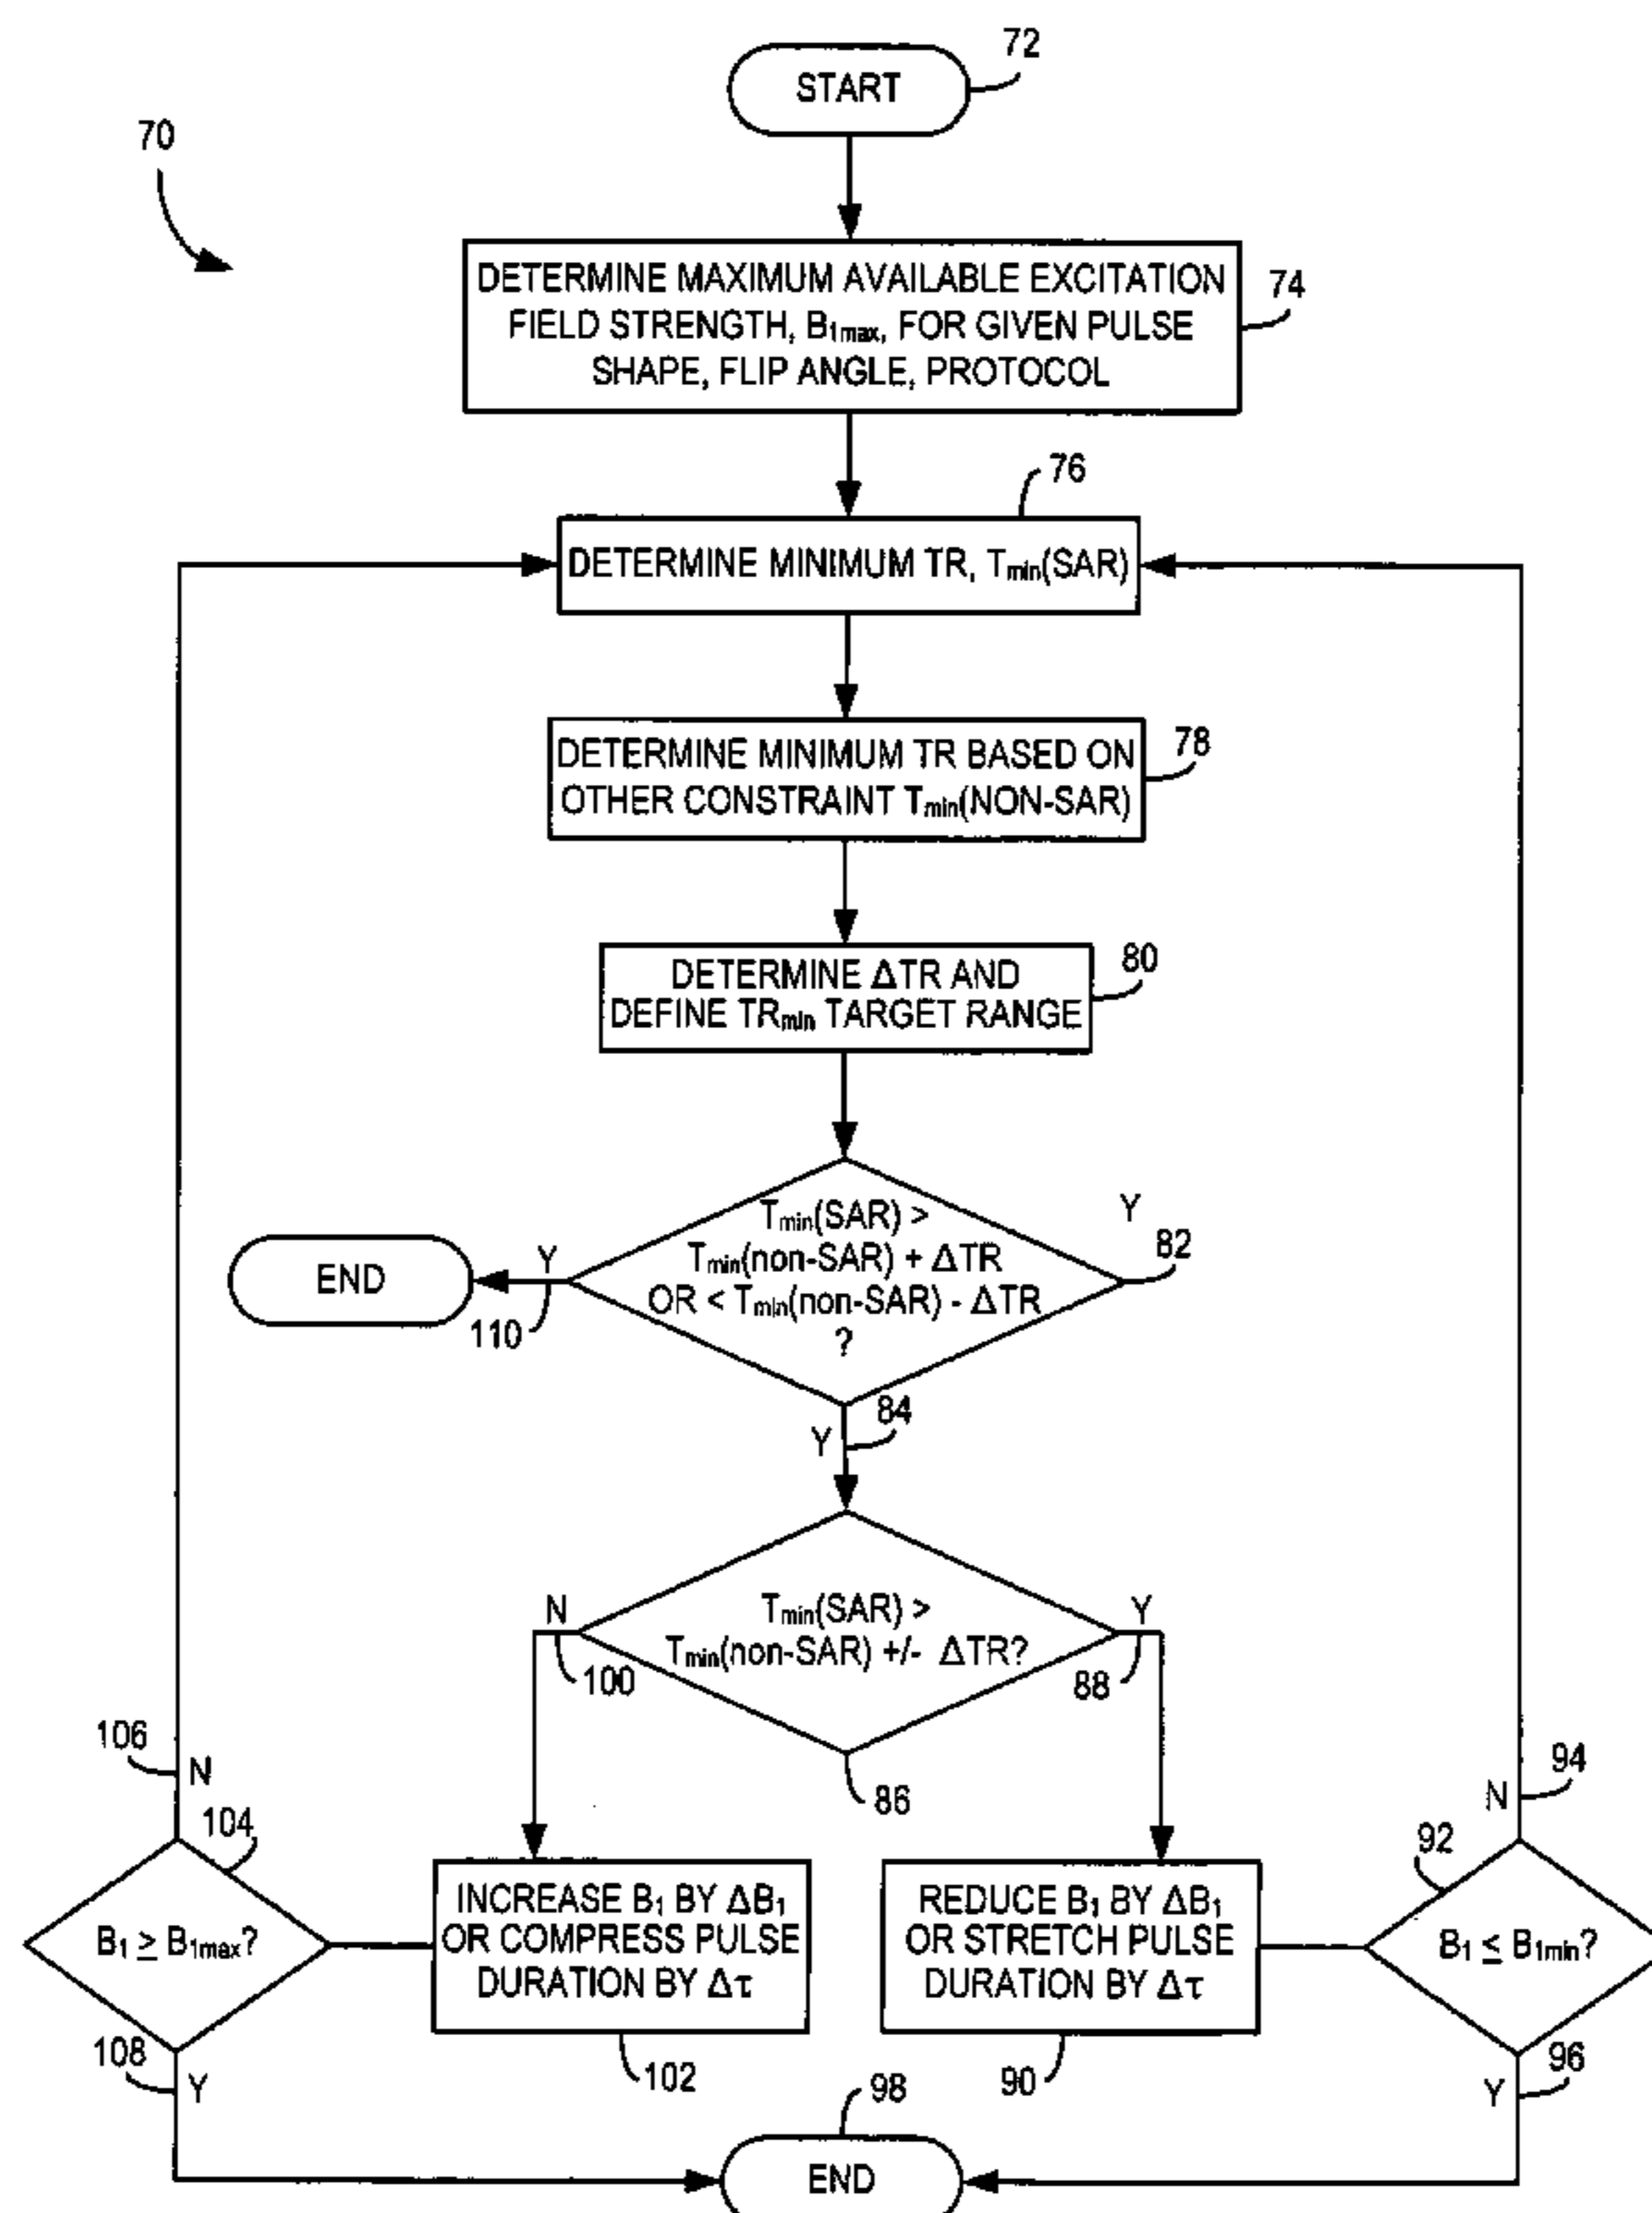 72
START
70
DETERMINE MAXIMUM AVAILABLE EXCITATION
FIELD STRENGTH, B1max, FOR GIVEN PULSE
SHAPE, FLIP ANGLE, PROTOCOL
74
76
DETERMINE MINIMUM TR, Tmin(SAR)
DETERMINE MINIMUM TR BASED ON
OTHER CONSTRAINT Tmin(NON-SAR)
78
DETERMINE ΔTR AND
DEFINE TRmin TARGET RANGE
80
Tmin(SAR) >
Tmin(non-SAR) + ΔTR
OR < Tmin(non-SAR) - ΔTR
?
Y
82
END
Y
110
84
Y
Tmin(SAR) >
Tmin(non-SAR) +/- ΔTR?
N
100
Y
88
86
106
N
104
B1 ≥ B1max?
108
Y
INCREASE B1 BY ΔB1
OR COMPRESS PULSE
DURATION BY Δτ
102
REDUCE B1 BY ΔB1
OR STRETCH PULSE
DURATION BY Δτ
90
94
N
92
B1 ≤ B1min?
96
Y
98
END